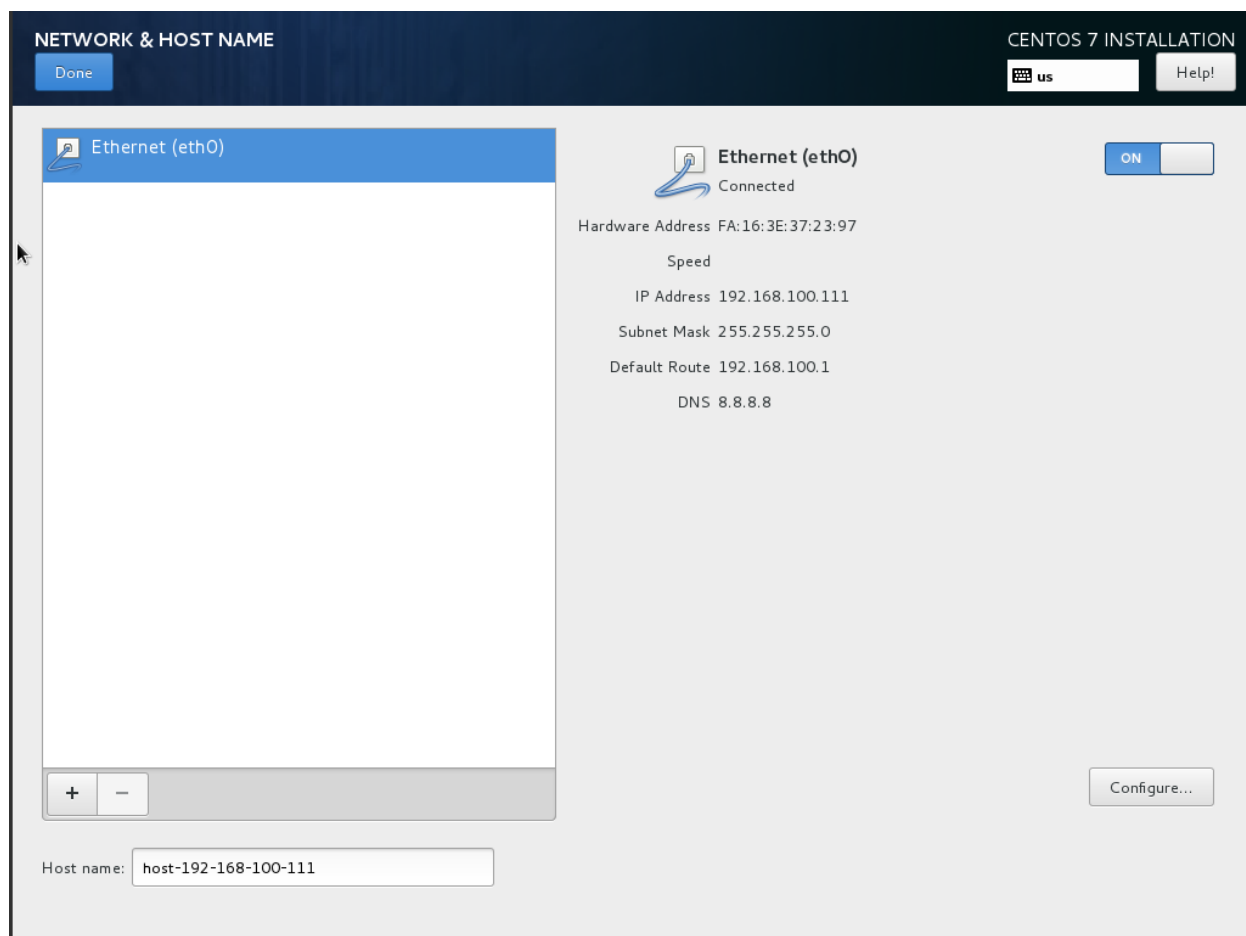 NETWORK & HOST NAME
CENTOS 7 INSTALLATION
Done
us
Help!
Ethernet (eth0)
Ethernet (eth0)
Connected
ON
Hardware Address FA:16:3E:37:23:97
Speed
IP Address 192.168.100.111
Subnet Mask 255.255.255.0
Default Route 192.168.100.1
DNS 8.8.8.8
+ −
Configure...
Host name: host-192-168-100-111